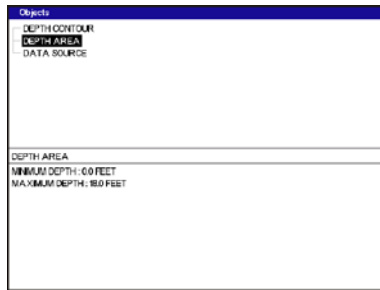 Objects
DEPTH CONTOUR
DEPTH AREA
DATA SOURCE
DEPTH AREA
MINIMUM DEPTH : 0.0 FEET
MAXIMUM DEPTH : 18.0 FEET